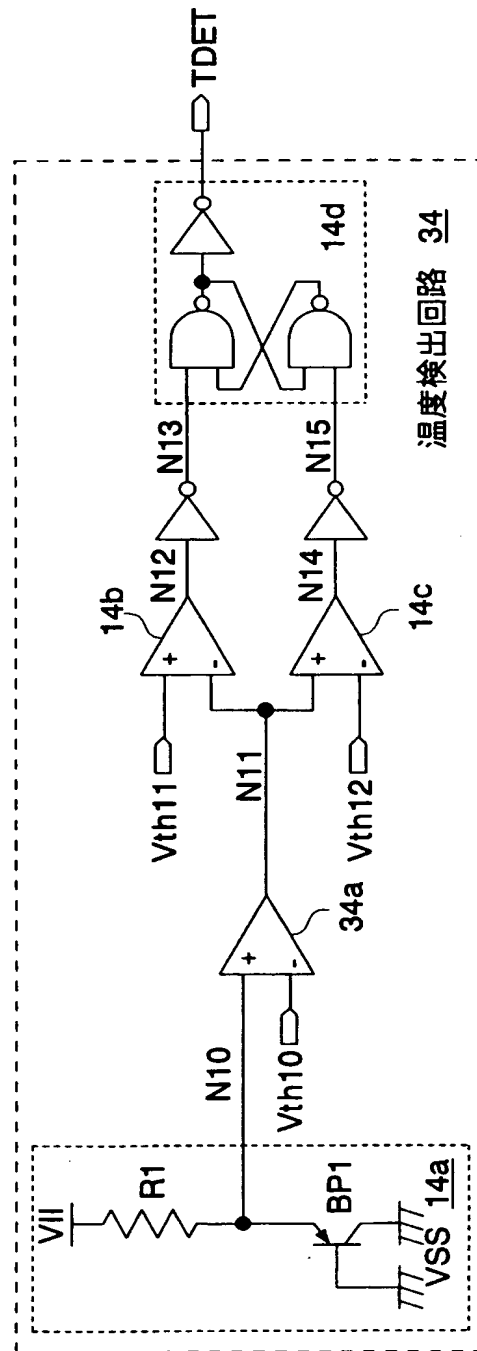 VII
R1
BP1
VSS
14a
N10
Vth10
34a
N11
Vth11
Vth12
14b
14c
N12
N14
N13
N15
14d
TDET
温度検出回路 34